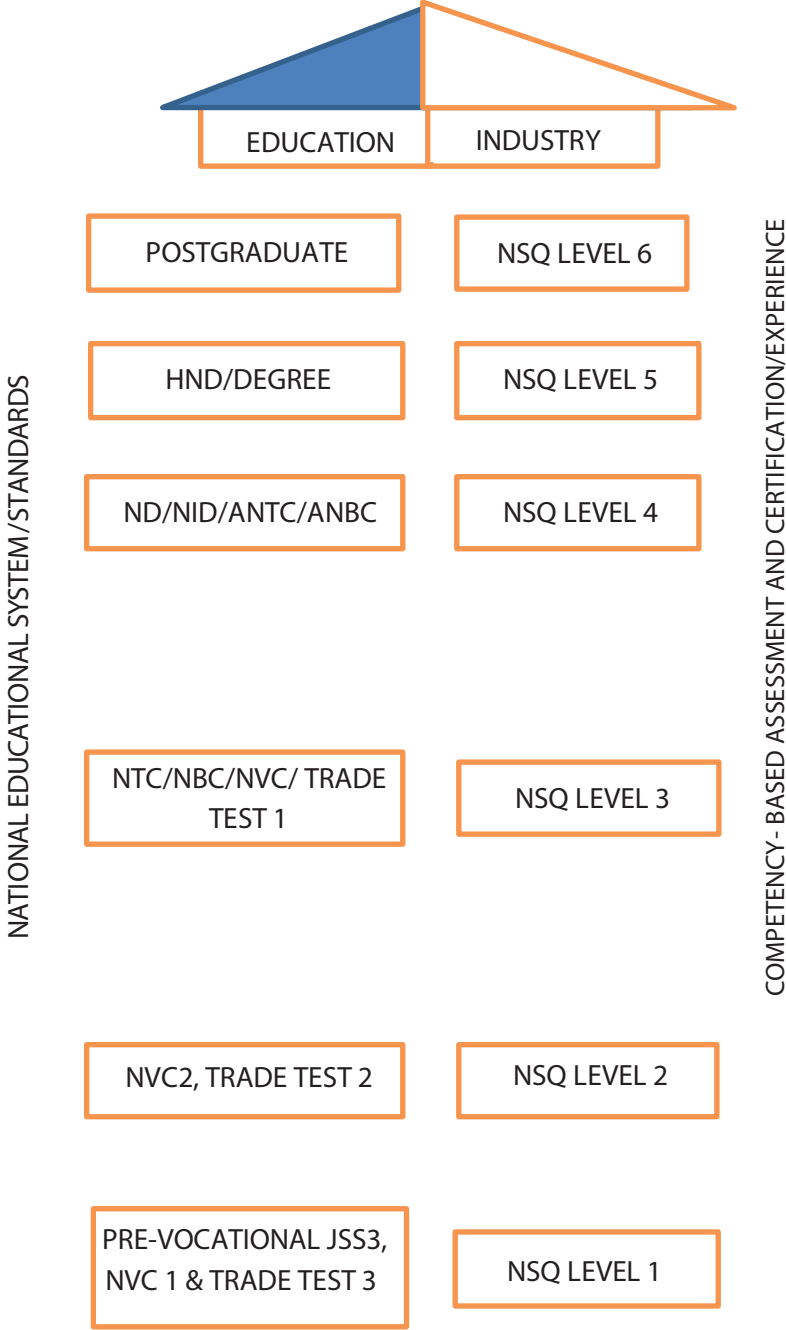 EDUCATION
INDUSTRY
POSTGRADUATE
NSQ LEVEL 6
HND/DEGREE
NSQ LEVEL 5
ND/NID/ANTC/ANBC
NSQ LEVEL 4
NTC/NBC/NVC/ TRADE
TEST 1
NSQ LEVEL 3
NVC2, TRADE TEST 2
NSQ LEVEL 2
PRE-VOCATIONAL JSS3,
NVC 1 & TRADE TEST 3
NSQ LEVEL 1
NATIONAL EDUCATIONAL SYSTEM/STANDARDS
COMPETENCY- BASED ASSESSMENT AND CERTIFICATION/EXPERIENCE